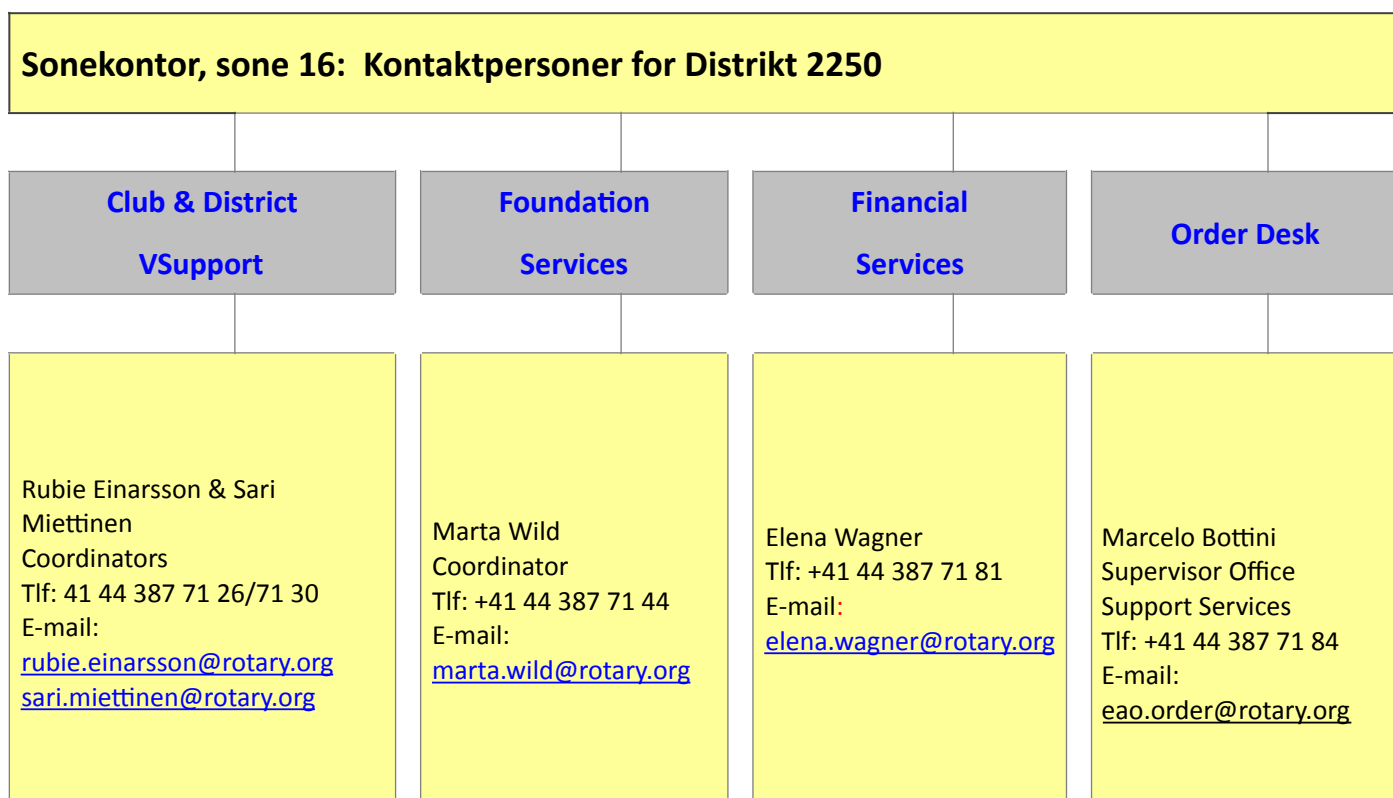 Sonekontor, sone 16: Kontaktpersoner for Distrikt 2250
Club & District
VSupport
Foundation
Services
Financial
Services
Order Desk
Rubie Einarsson & Sari
Miettinen
Coordinators
Tlf: 41 44 387 71 26/71 30
E-mail:
rubie.einarsson@rotary.org
sari.miettinen@rotary.org
Marta Wild
Coordinator
Tlf: +41 44 387 71 44
E-mail:
marta.wild@rotary.org
Elena Wagner
Tlf: +41 44 387 71 81
E-mail:
elena.wagner@rotary.org
Marcelo Bottini
Supervisor Office
Support Services
Tlf: +41 44 387 71 84
E-mail:
eao.order@rotary.org